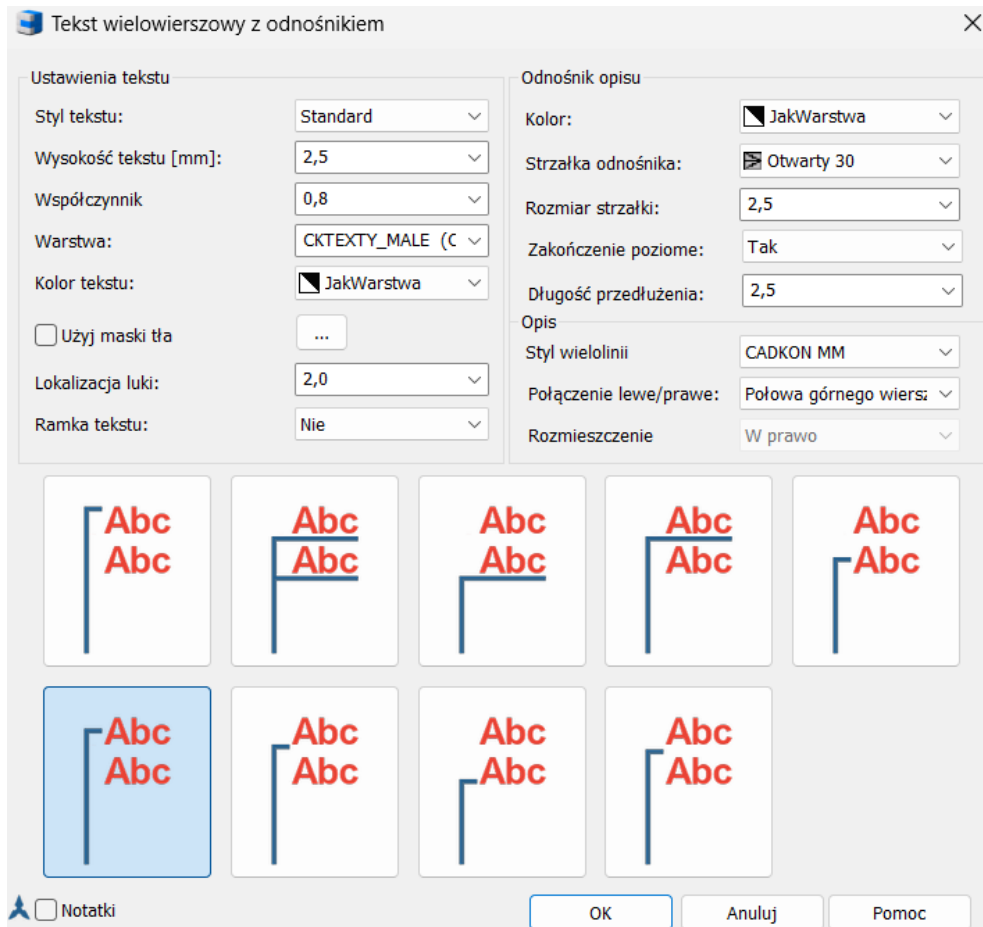 Tekst wielowierszowy z odnośnikiem
Ustawienia tekstu
Styl tekstu: Standard
Wysokość tekstu [mm]: 2,5
Współczynnik 0,8
Warstwa: CKTEXTY_MALE (C
Kolor tekstu: JakWarstwa
Użyj maski tła ...
Lokalizacja luki: 2,0
Ramka tekstu: Nie
Odnośnik opisu
Kolor: JakWarstwa
Strzałka odnośnika: Otwarty 30
Rozmiar strzałki: 2,5
Zakończenie poziome: Tak
Długość przedłużenia: 2,5
Opis
Styl wielolinii CADKON MM
Połączenie lewe/prawe: Połowa górnego wiersz
Rozmieszczenie W prawo
Abc Abc Abc Abc Abc
Abc Abc Abc Abc Abc
Abc Abc Abc Abc
Abc Abc Abc Abc
Notatki
OK Anuluj Pomoc